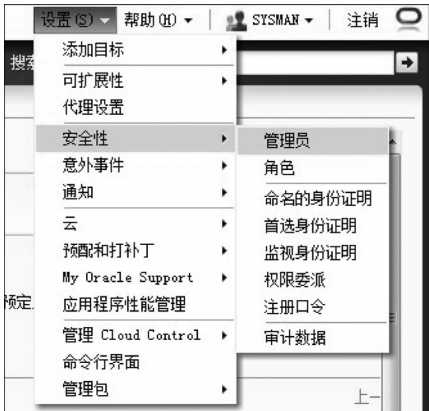 设置(S) 帮助(H) SYSMAN 注销
搜索
添加目标
可扩展性
代理设置
安全性
意外事件
通知
云
预配和打补丁
My Oracle Support
应用程序性能管理
管理 Cloud Control
命令行界面
管理包
管理员
角色
命名的身份证明
首选身份证明
监视身份证明
权限委派
注册口令
审计数据
预定
上一